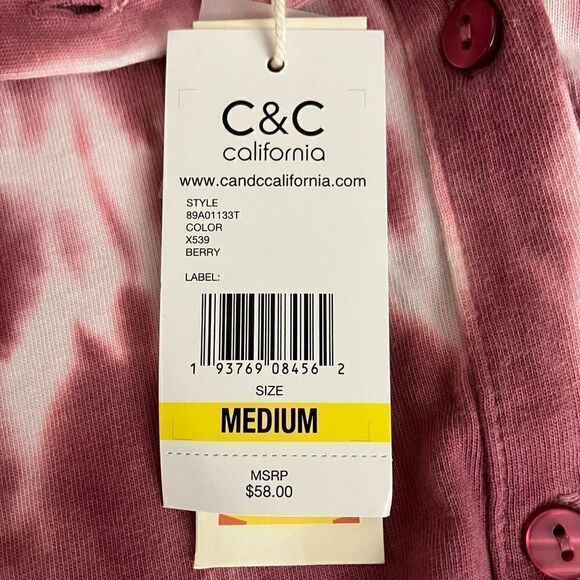 C&C
california
www.candccalifornia.com
STYLE
89A01133T
COLOR
X539
BERRY
LABEL:
1 93769 08456 2
SIZE
MEDIUM
MSRP
$58.00